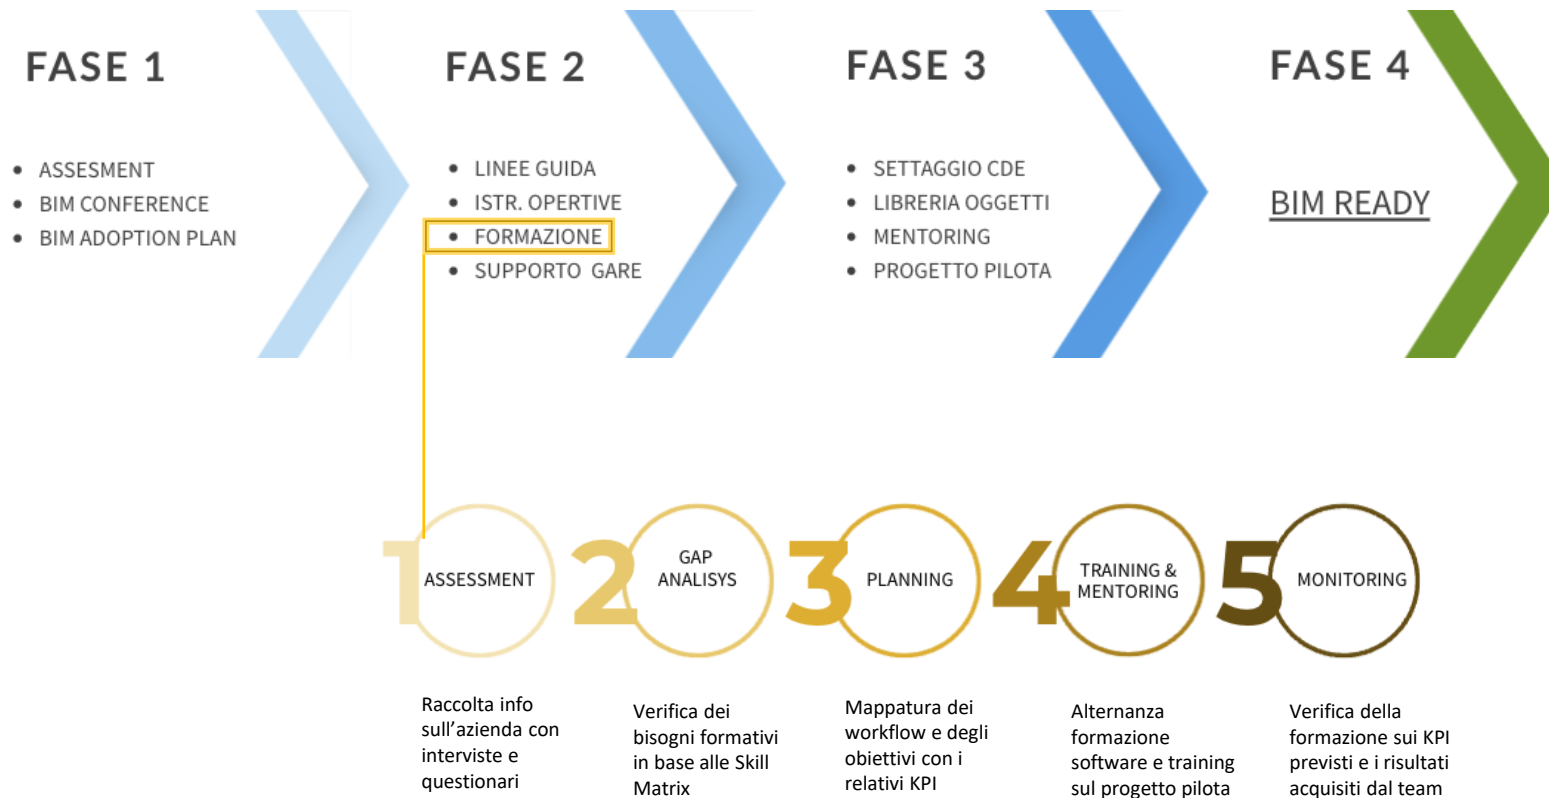 FASE 1
• ASSESMENT
• BIM CONFERENCE
• BIM ADOPTION PLAN
FASE 2
• LINEE GUIDA
• ISTR. OPERTIVE
• FORMAZIONE
• SUPPORTO GARE
FASE 3
• SETTAGGIO CDE
• LIBRERIA OGGETTI
• MENTORING
• PROGETTO PILOTA
FASE 4
BIM READY
1
ASSESSMENT
Raccolta info
sull’azienda con
interviste e
questionari
2
GAP
ANALISYS
Verifica dei
bisogni formativi
in base alle Skill
Matrix
3
PLANNING
Mappatura dei
workflow e degli
obiettivi con i
relativi KPI
4
TRAINING &
MENTORING
Alternanza
formazione
software e training
sul progetto pilota
5
MONITORING
Verifica della
formazione sui KPI
previsti e i risultati
acquisiti dal team